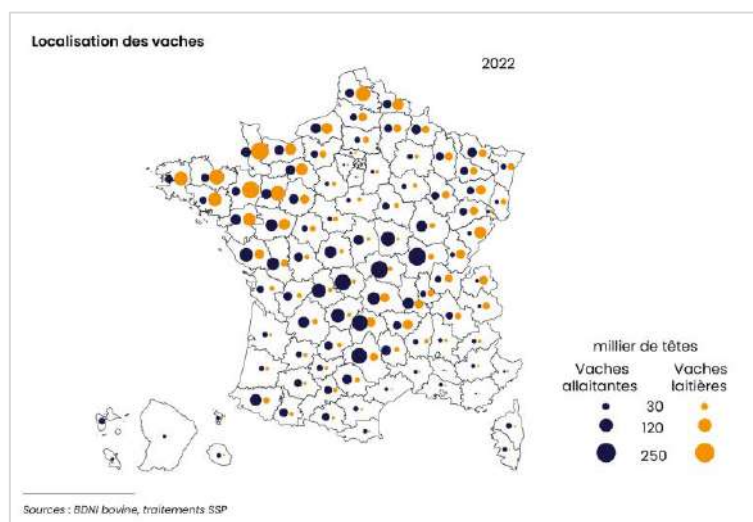 Localisation des vaches
2022
millier de têtes
Vaches allaitantes
Vaches laitières
30
120
250
Sources : BDNI bovine, traitements SSP